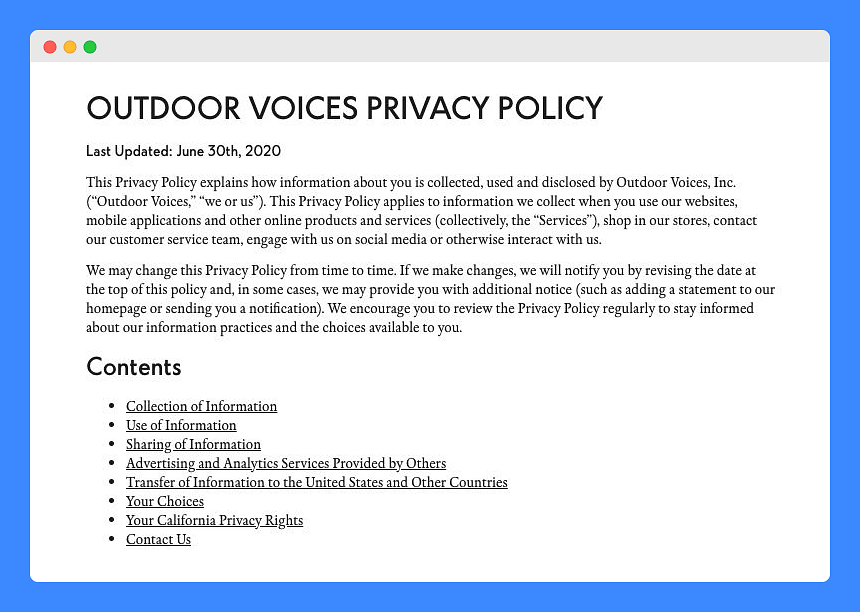 OUTDOOR VOICES PRIVACY POLICY
Last Updated: June 30th, 2020
This Privacy Policy explains how information about you is collected, used and disclosed by Outdoor Voices, Inc.
(“Outdoor Voices,” “we or us”). This Privacy Policy applies to information we collect when you use our websites,
mobile applications and other online products and services (collectively, the “Services”), shop in our stores, contact
our customer service team, engage with us on social media or otherwise interact with us.
We may change this Privacy Policy from time to time. If we make changes, we will notify you by revising the date at
the top of this policy and, in some cases, we may provide you with additional notice (such as adding a statement to our
homepage or sending you a notification). We encourage you to review the Privacy Policy regularly to stay informed
about our information practices and the choices available to you.
Contents
• Collection of Information
• Use of Information
• Sharing of Information
• Advertising and Analytics Services Provided by Others
• Transfer of Information to the United States and Other Countries
• Your Choices
• Your California Privacy Rights
• Contact Us